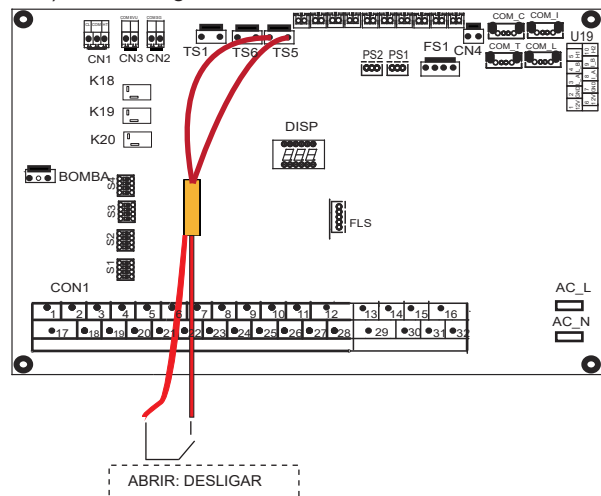 COM_C
COM_I
U19
CN1
CN3
CN2
TS1
TS6
TS5
PS2
PS1
FS1
CN4
COM_T
COM_L
K18
K19
K20
DISP
BOMBA
S4
S3
S2
S1
FLS
CON1
AC_L
AC_N
1 2 3 4 5 6 7 8 9 10 11 12 13 14 15 16
17 18 19 20 21 22 23 24 25 26 27 28 29 30 31 32
ABRIR: DESLIGAR